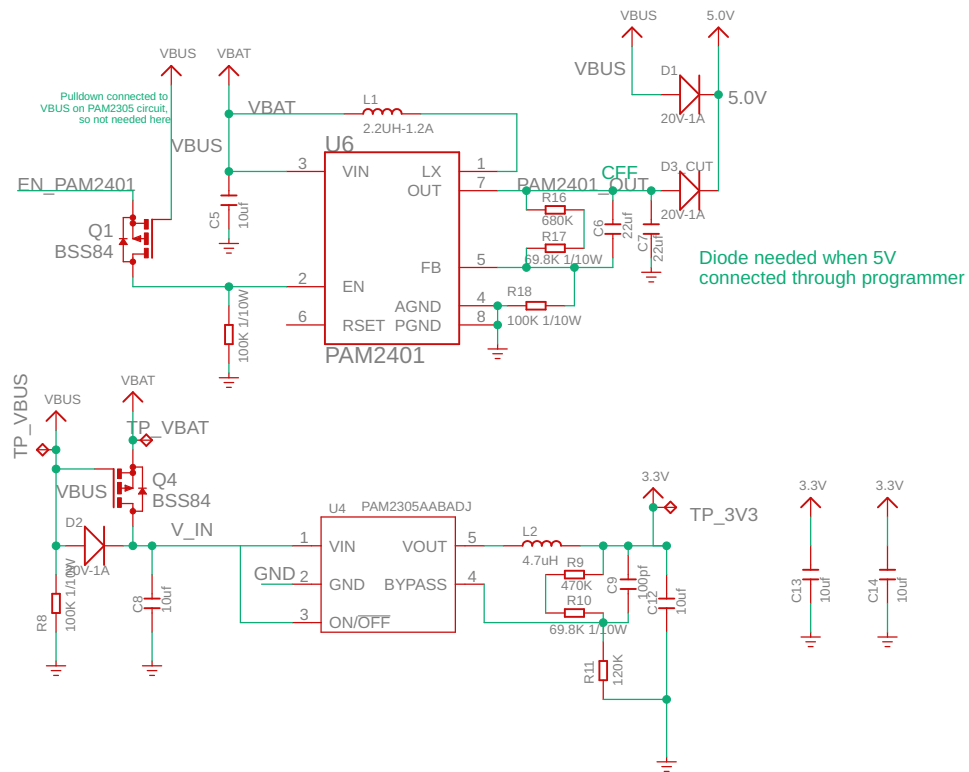 VBUS
VBAT
VBUS
5.0V
Pulldown connected to
VBUS on PAM2305 circuit,
so not needed here
VBAT
L1
2.2UH-1.2A
VBUS
D1
20V-1A
5.0V
VBUS
U6
EN_PAM2401
3
VIN
LX
1
OUT
7
CFF
PAM2401_OUT
D3_CUT
20V-1A
C5
10uf
R16
680K
R17
69.8K 1/10W
C6
22uf
C7
22uf
Q1
BSS84
FB
5
Diode needed when 5V
connected through programmer
2
EN
AGND
4
R18
100K 1/10W
6
RSET
PGND
8
100K 1/10W
PAM2401
TP_VBUS
VBUS
VBAT
TP_VBAT
Q4
BSS84
VBUS
D2
20V-1A
V_IN
U4
PAM2305AABADJ
3.3V
TP_3V3
3.3V
3.3V
1
VIN
VOUT
5
L2
4.7uH
GND
2
GND
BYPASS
4
R9
470K
R10
69.8K 1/10W
C9
100pf
C12
10uf
C13
10uf
C14
10uf
R8
100K 1/10W
C8
10uf
3
ON/OFF
R11
120K